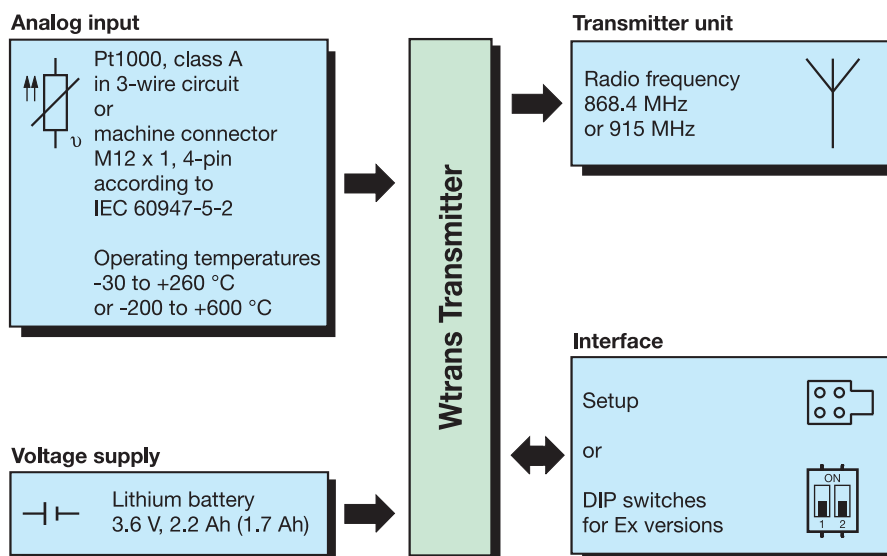 Analog input
Pt1000, class A
in 3-wire circuit
or
machine connector
M12 x 1, 4-pin
according to
IEC 60947-5-2
Operating temperatures
-30 to +260 °C
or -200 to +600 °C
υ
Voltage supply
Lithium battery
3.6 V, 2.2 Ah (1.7 Ah)
Wtrans Transmitter
Transmitter unit
Radio frequency
868.4 MHz
or 915 MHz
Interface
Setup
or
DIP switches
for Ex versions
ON
1 2